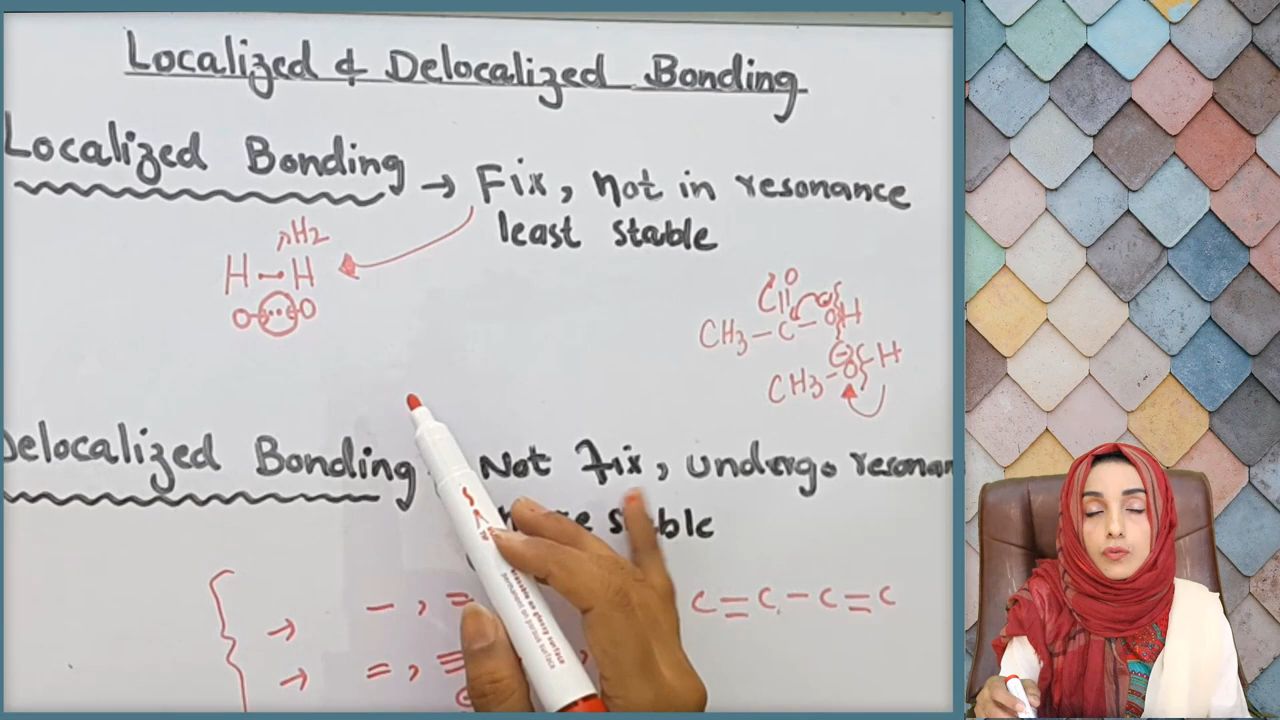 Localized & Delocalized Bonding
Localized Bonding → Fix, not in resonance
least stable
H2
H — H
O
CH3 — C — O H
CH3 - O - H
Delocalized Bonding Not fix, undergo resonan
stable
→ — , =
→ = , ≡
C = C - C = C